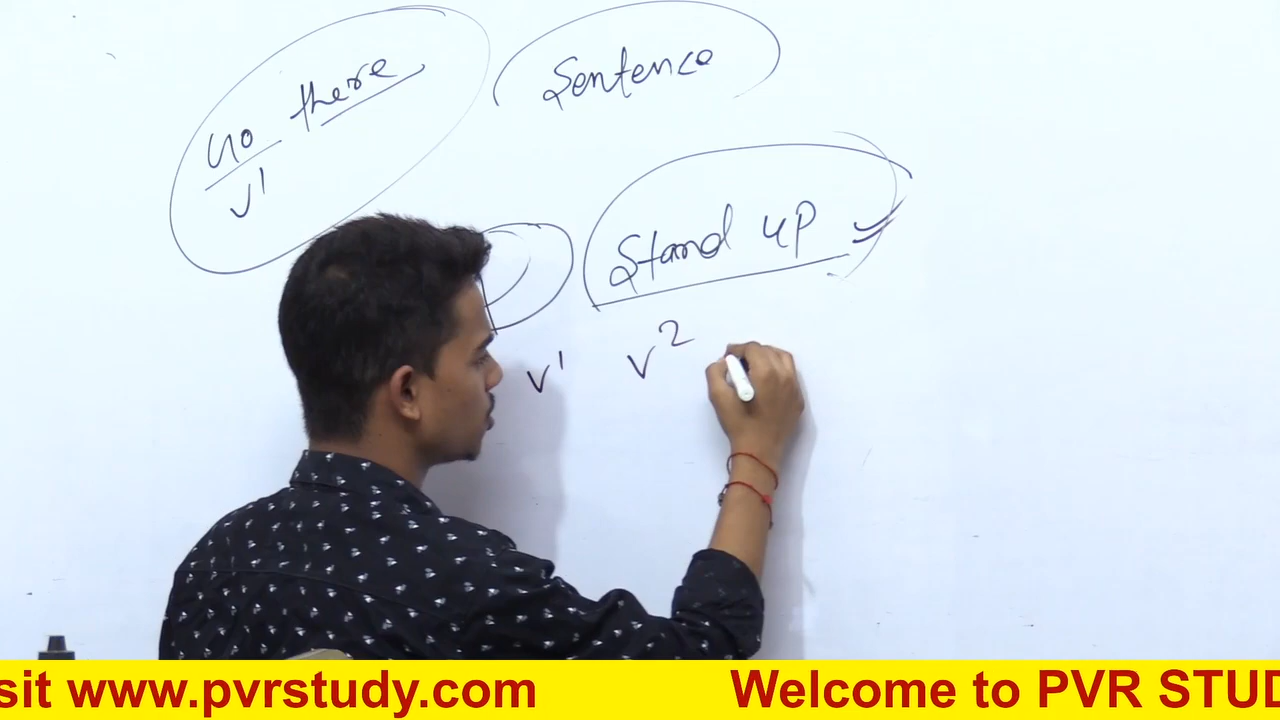 Go there
V1
Sentence
Stand up
V1 V2
sit www.pvrstudy.com Welcome to PVR STUD